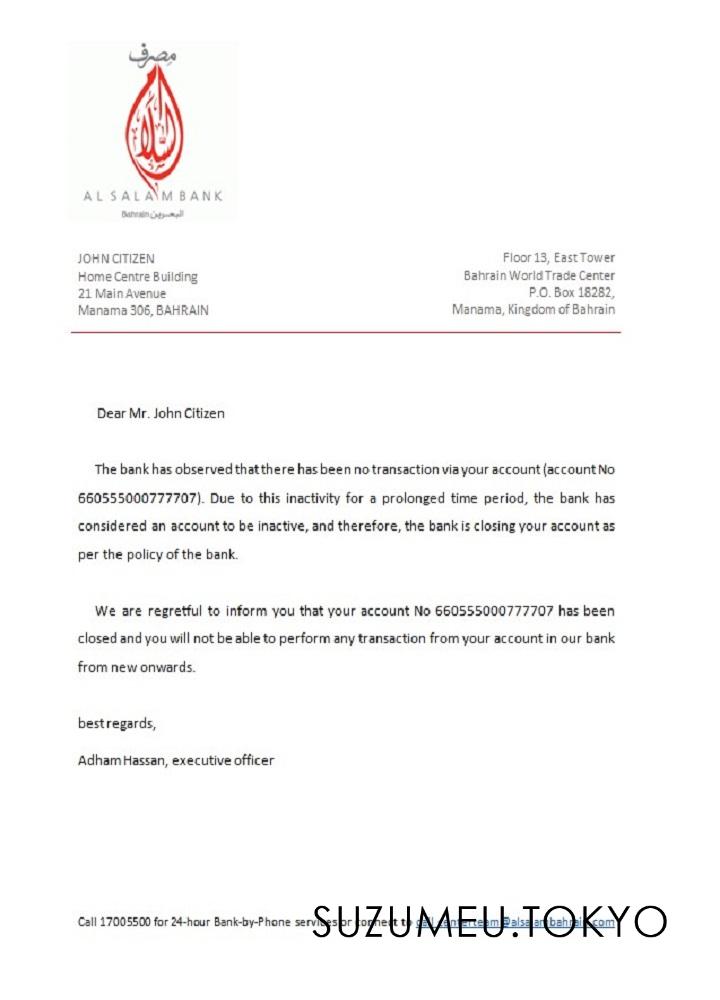 مصرف
السلام
AL SALAM BANK
Bahrain البحرين
JOHN CITIZEN
Home Centre Building
21 Main Avenue
Manama 306, BAHRAIN
Floor 13, East Tower
Bahrain World Trade Center
P.O. Box 18282,
Manama, Kingdom of Bahrain
Dear Mr. John Citizen
The bank has observed that there has been no transaction via your account (account No
660555000777707). Due to this inactivity for a prolonged time period, the bank has
considered an account to be inactive, and therefore, the bank is closing your account as
per the policy of the bank.
We are regretful to inform you that your account No 660555000777707 has been
closed and you will not be able to perform any transaction from your account in our bank
from new onwards.
best regards,
Adham Hassan, executive officer
Call 17005500 for 24-hour Bank-by-Phone services or connect to call.centerteam@alsalambahrain.com
SUZUMEU.TOKYO